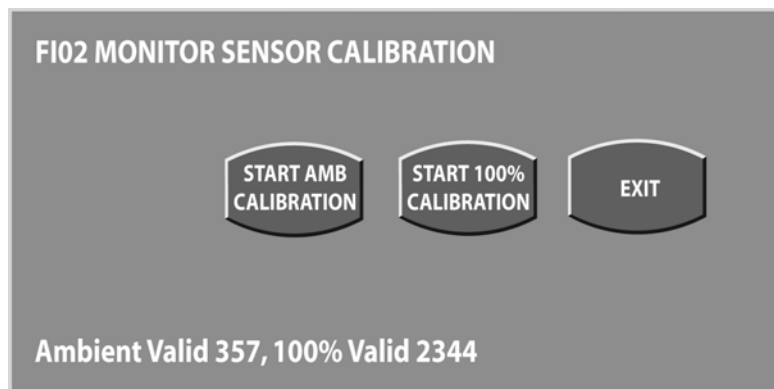 FI02 MONITOR SENSOR CALIBRATION
START AMB
CALIBRATION
START 100%
CALIBRATION
EXIT
Ambient Valid 357, 100% Valid 2344